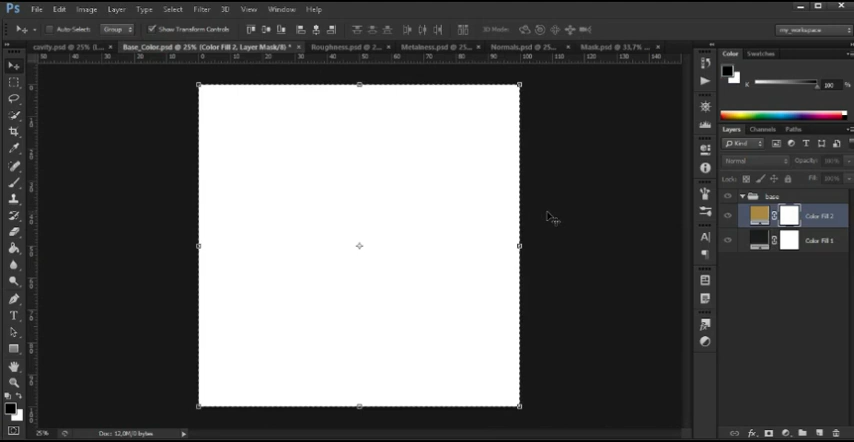 Ps File Edit Image Layer Type Select Filter 3D View Window Help
Auto-Select: Group Show Transform Controls 3D Mode: my_workspace
cavity.psd @ 25% (L... × Base_Color.psd @ 25% (Color Fill 2, Layer Mask/8) * × Roughness.psd @ 2... × Metalness.psd @ 25... × Normals.psd @ 25... × Mask.psd @ 33,7%... ×
Color Swatches
K 100 %
Layers Channels Paths
Kind
Normal Opacity: 100%
Lock: Fill: 100%
base
Color Fill 2
Color Fill 1
25% Doc: 12,0M/0 bytes